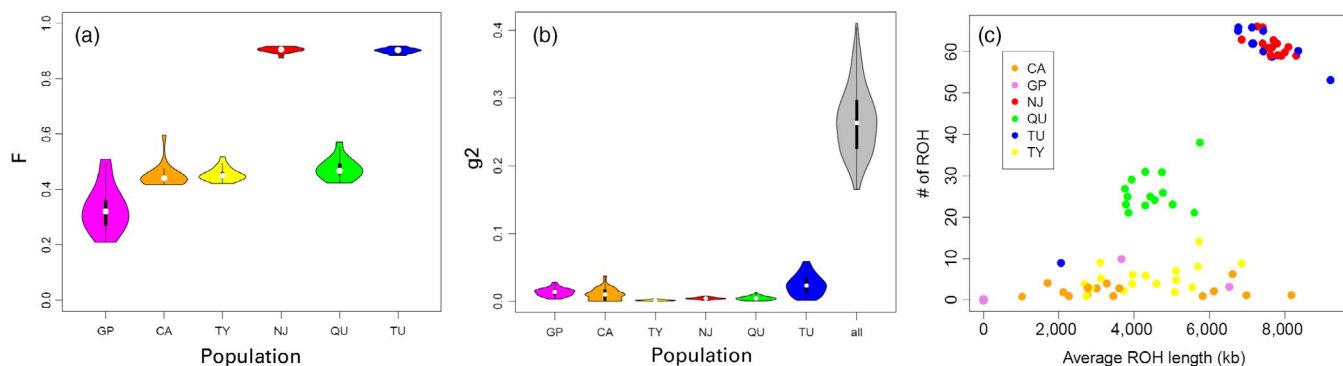 (a)
F
1.0
0.8
0.6
0.4
0.2
0.0
GP CA TY NJ QU TU
Population
(b)
g2
0.4
0.3
0.2
0.1
0.0
GP CA TY NJ QU TU all
Population
(c)
# of ROH
60
50
40
30
20
10
0
CA
GP
NJ
QU
TU
TY
0 2,000 4,000 6,000 8,000
Average ROH length (kb)